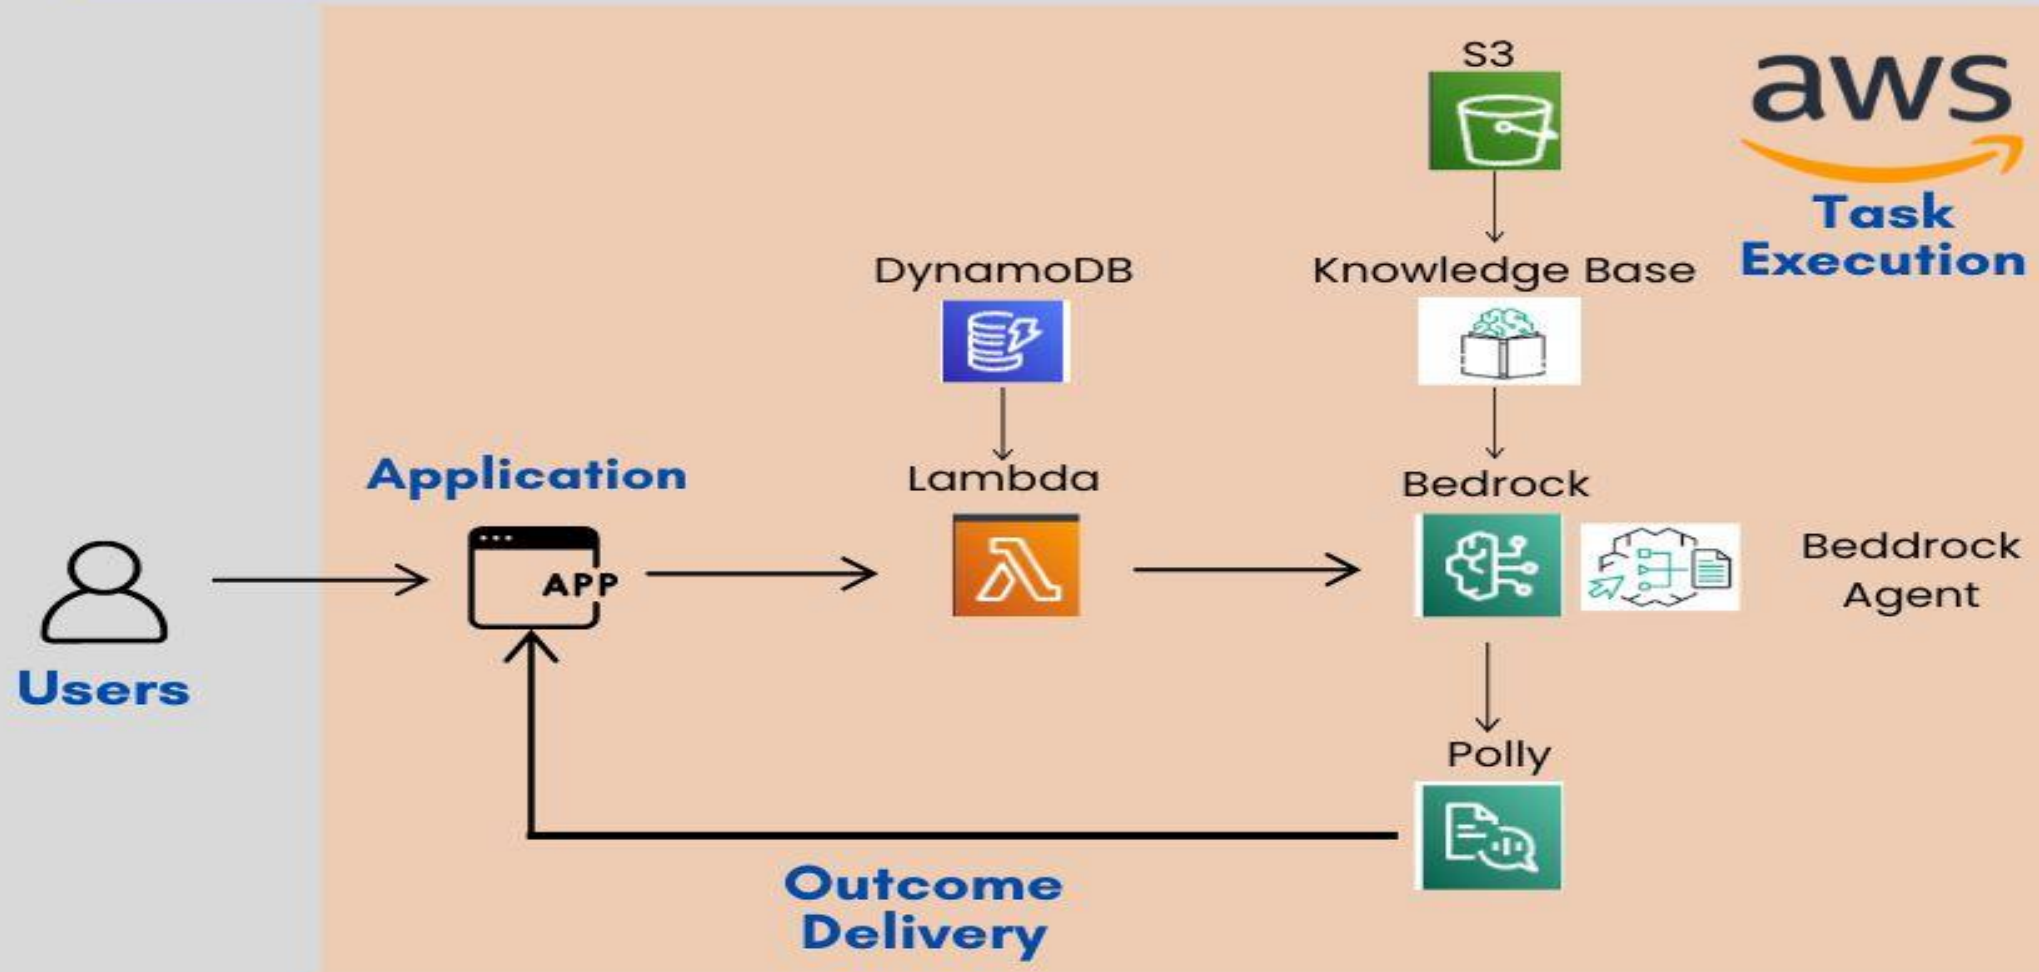 S3
aws
Task
Execution
DynamoDB
Knowledge Base
Application
Lambda
Bedrock
APP
Beddrock
Agent
Users
Polly
Outcome
Delivery